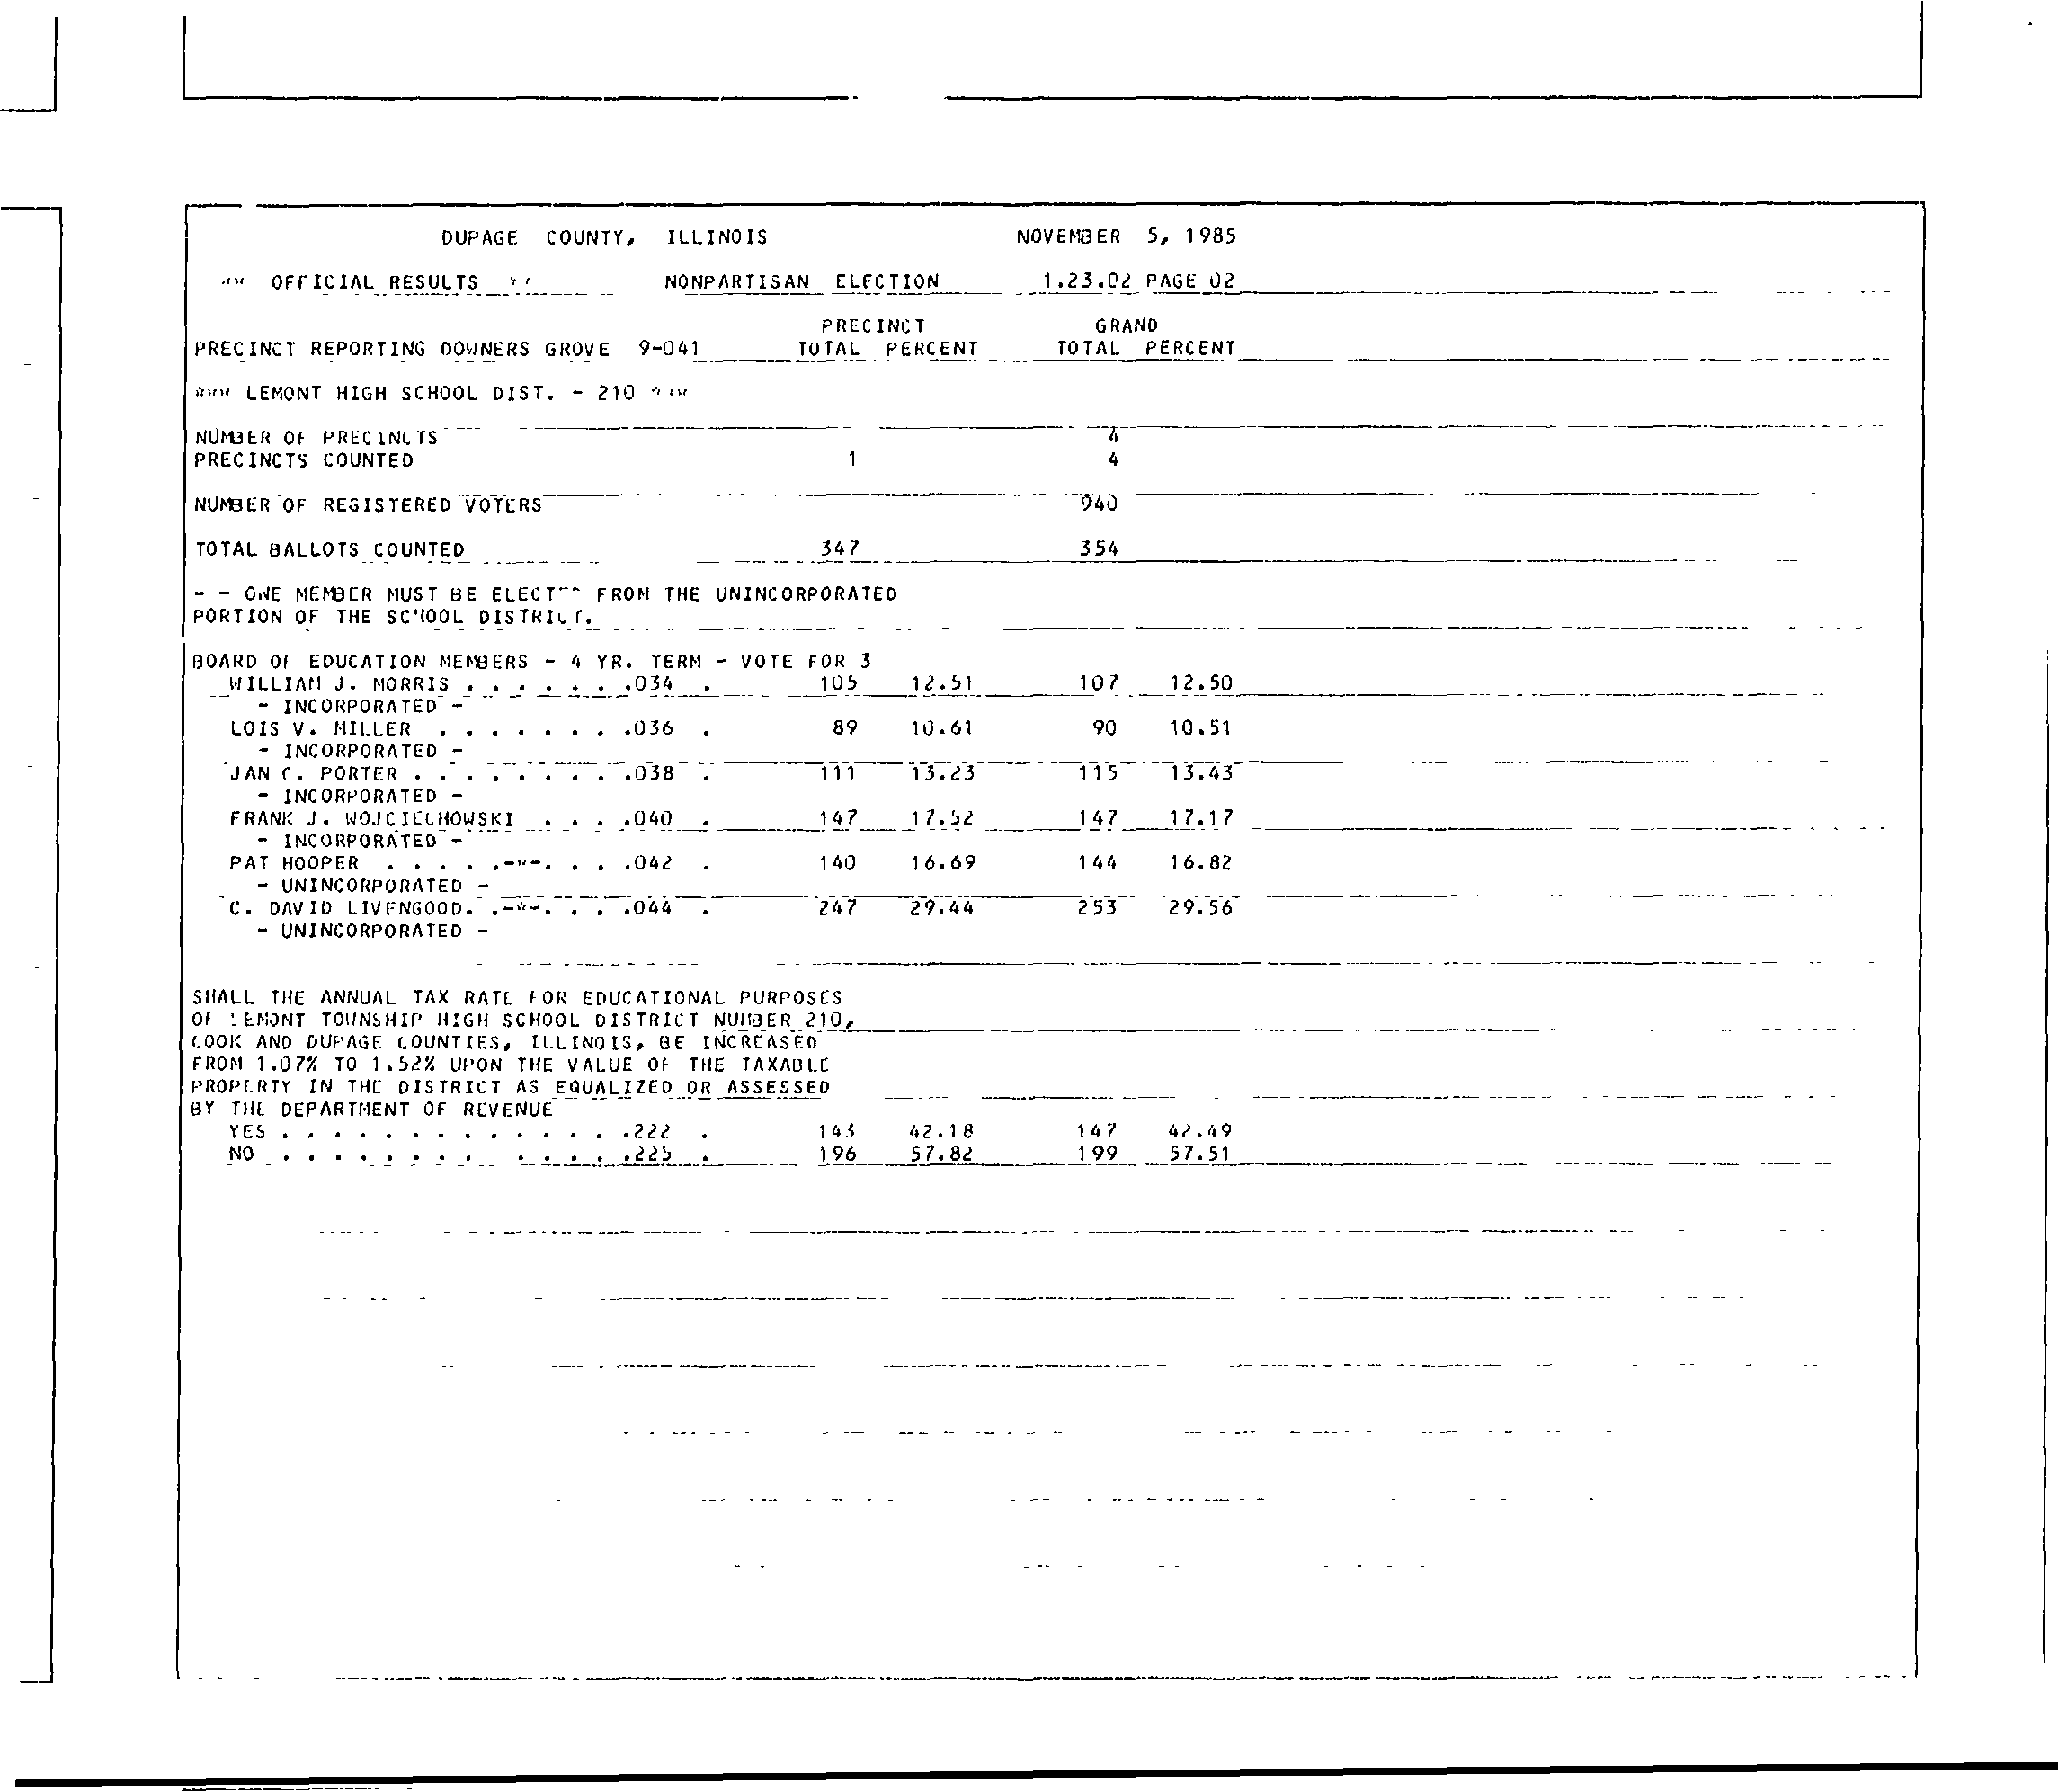 DUPAGE COUNTY, ILLINOIS NOVEMBER 5, 1985
** OFFICIAL RESULTS ** NONPARTISAN ELECTION 1.23.02 PAGE 02
PRECINCT GRAND
PRECINCT REPORTING DOWNERS GROVE 9-041 TOTAL PERCENT TOTAL PERCENT
*** LEMONT HIGH SCHOOL DIST. - 210 ***
NUMBER OF PRECINCTS 4
PRECINCTS COUNTED 1 4
NUMBER OF REGISTERED VOTERS 940
TOTAL BALLOTS COUNTED 347 354
- - ONE MEMBER MUST BE ELECTED FROM THE UNINCORPORATED
PORTION OF THE SCHOOL DISTRICT.
BOARD OF EDUCATION MEMBERS - 4 YR. TERM - VOTE FOR 3
WILLIAM J. MORRIS . . . . . . .034 . 105 12.51 107 12.50
- INCORPORATED -
LOIS V. MILLER . . . . . . . .036 . 89 10.61 90 10.51
- INCORPORATED -
JAN C. PORTER . . . . . . . . .038 . 111 13.23 115 13.43
- INCORPORATED -
FRANK J. WOJCIECHOWSKI . . . .040 . 147 17.52 147 17.17
- INCORPORATED -
PAT HOOPER . . . . .-*-. . . .042 . 140 16.69 144 16.82
- UNINCORPORATED -
C. DAVID LIVENGOOD. .-*-. . . .044 . 247 29.44 253 29.56
- UNINCORPORATED -
SHALL THE ANNUAL TAX RATE FOR EDUCATIONAL PURPOSES
OF LEMONT TOWNSHIP HIGH SCHOOL DISTRICT NUMBER 210,
COOK AND DUPAGE COUNTIES, ILLINOIS, BE INCREASED
FROM 1.07% TO 1.52% UPON THE VALUE OF THE TAXABLE
PROPERTY IN THE DISTRICT AS EQUALIZED OR ASSESSED
BY THE DEPARTMENT OF REVENUE
YES . . . . . . . . . . . . . .222 . 143 42.18 147 42.49
NO . . . . . . . . . . . . . .225 . 196 57.82 199 57.51